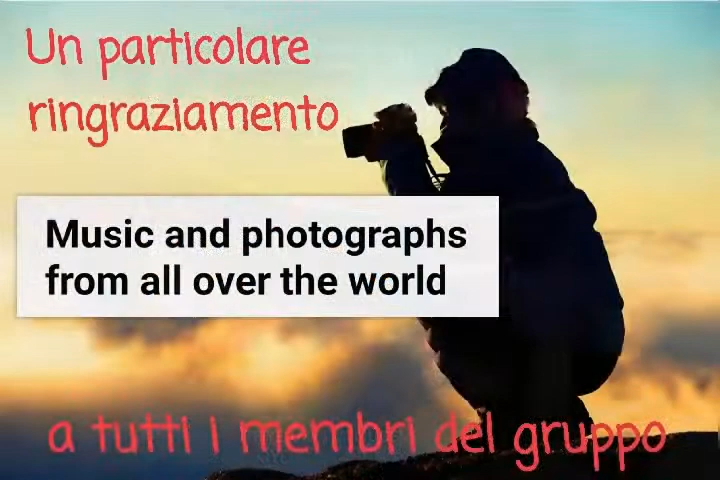 Un particolare
ringraziamento
Music and photographs
from all over the world
a tutti i membri del gruppo